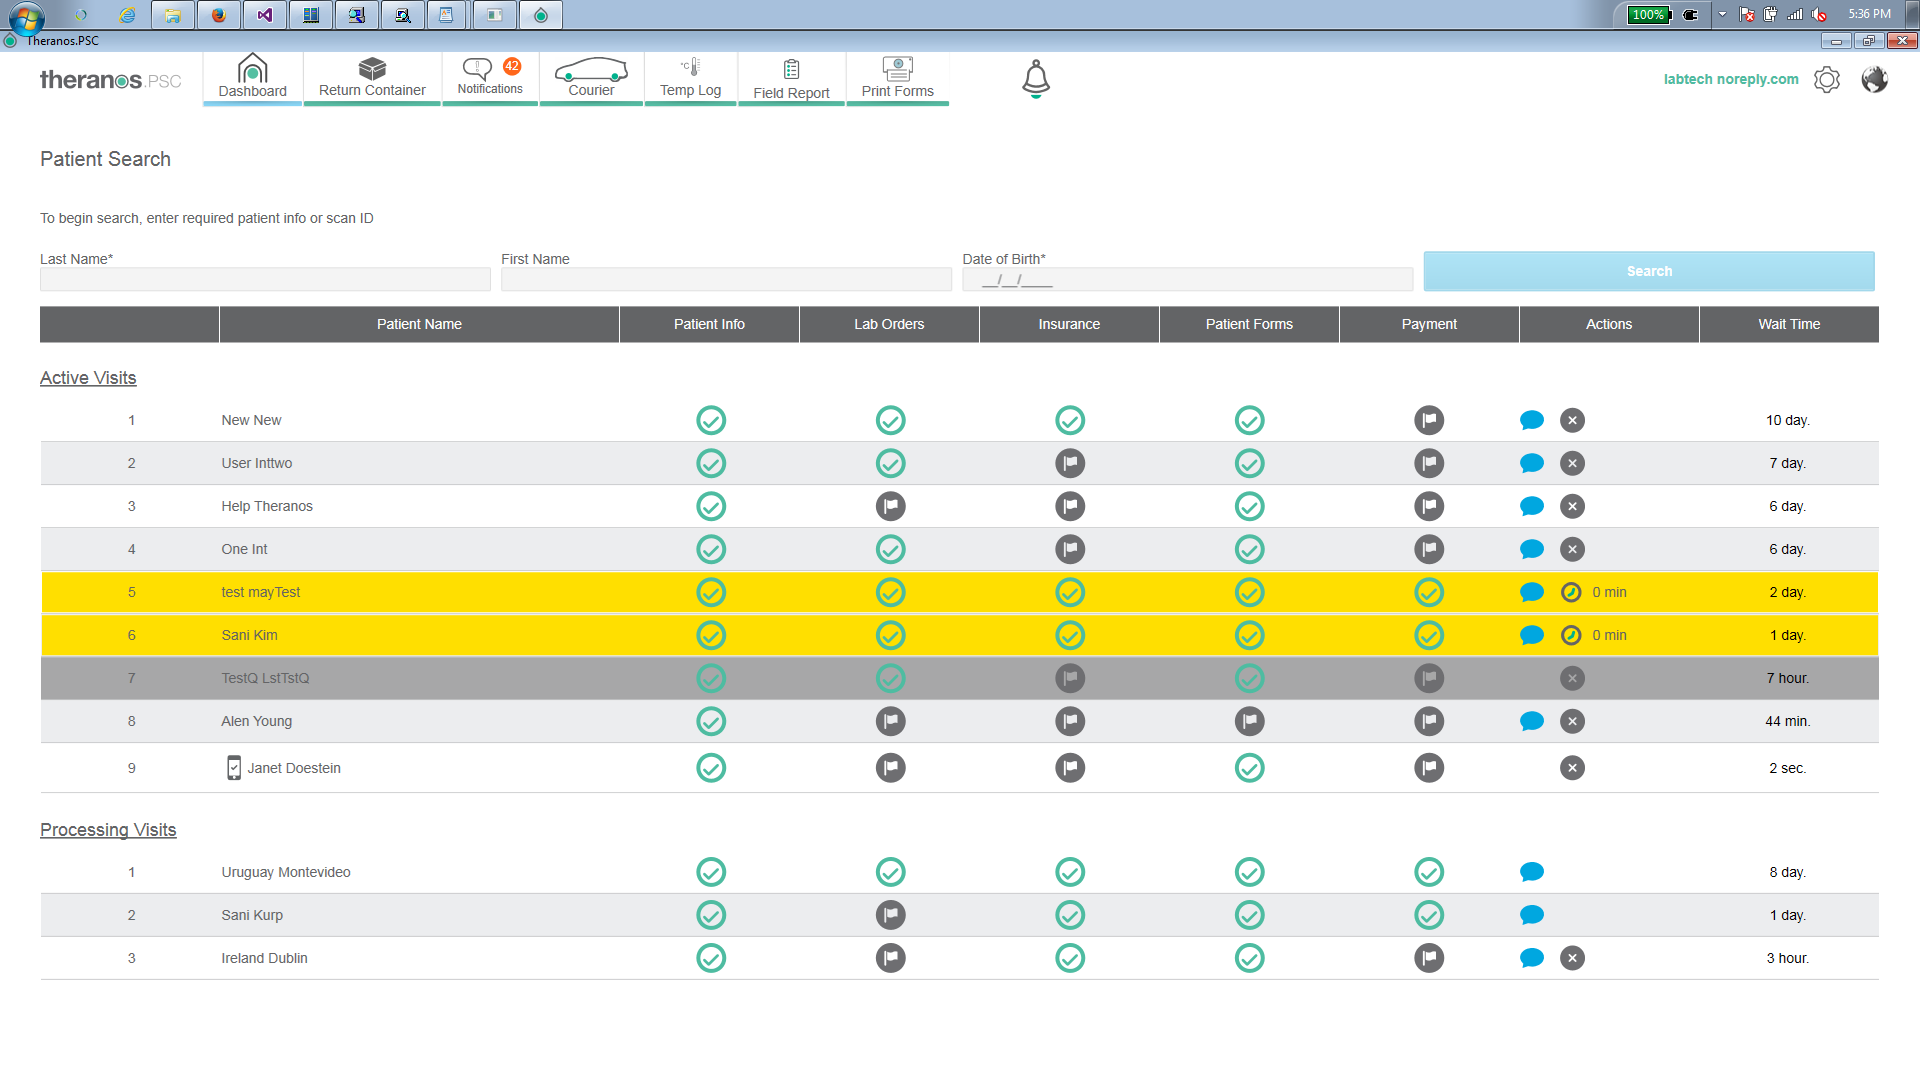 100%
5:36 PM
Theranos.PSC
theranos.PSC
Dashboard
Return Container
42
Notifications
Courier
°C
Temp Log
Field Report
Print Forms
labtech noreply.com
Patient Search
To begin search, enter required patient info or scan ID
Last Name* First Name Date of Birth*
__/__/____
Search
Patient Name Patient Info Lab Orders Insurance Patient Forms Payment Actions Wait Time
Active Visits
1 New New 10 day.
2 User Inttwo 7 day.
3 Help Theranos 6 day.
4 One Int 6 day.
5 test mayTest 0 min 2 day.
6 Sani Kim 0 min 1 day.
7 TestQ LstTstQ 7 hour.
8 Alen Young 44 min.
9 Janet Doestein 2 sec.
Processing Visits
1 Uruguay Montevideo 8 day.
2 Sani Kurp 1 day.
3 Ireland Dublin 3 hour.